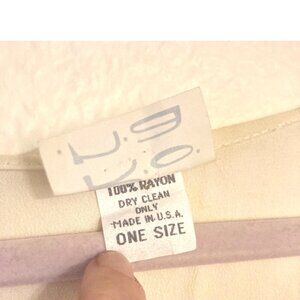 100% RAYON
DRY CLEAN
ONLY
MADE IN U.S.A.
ONE SIZE